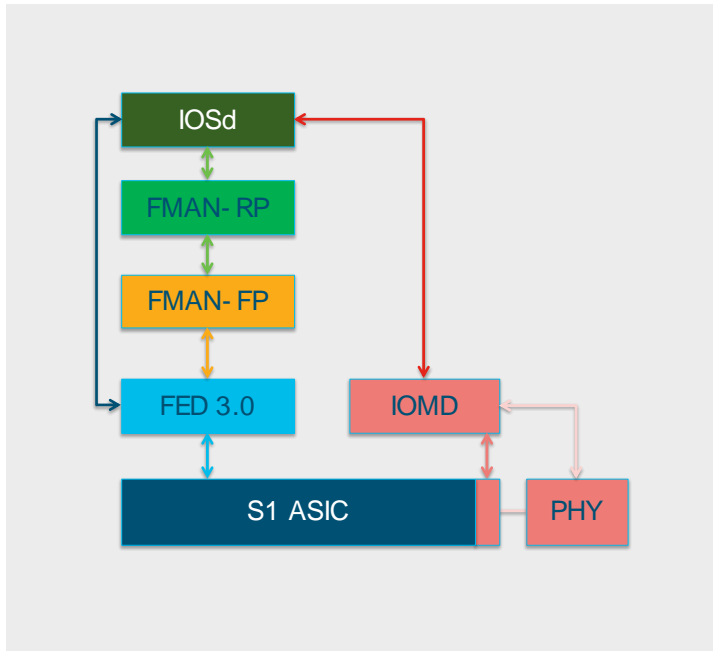 IOSd
FMAN- RP
FMAN- FP
FED 3.0
IOMD
S1 ASIC
PHY